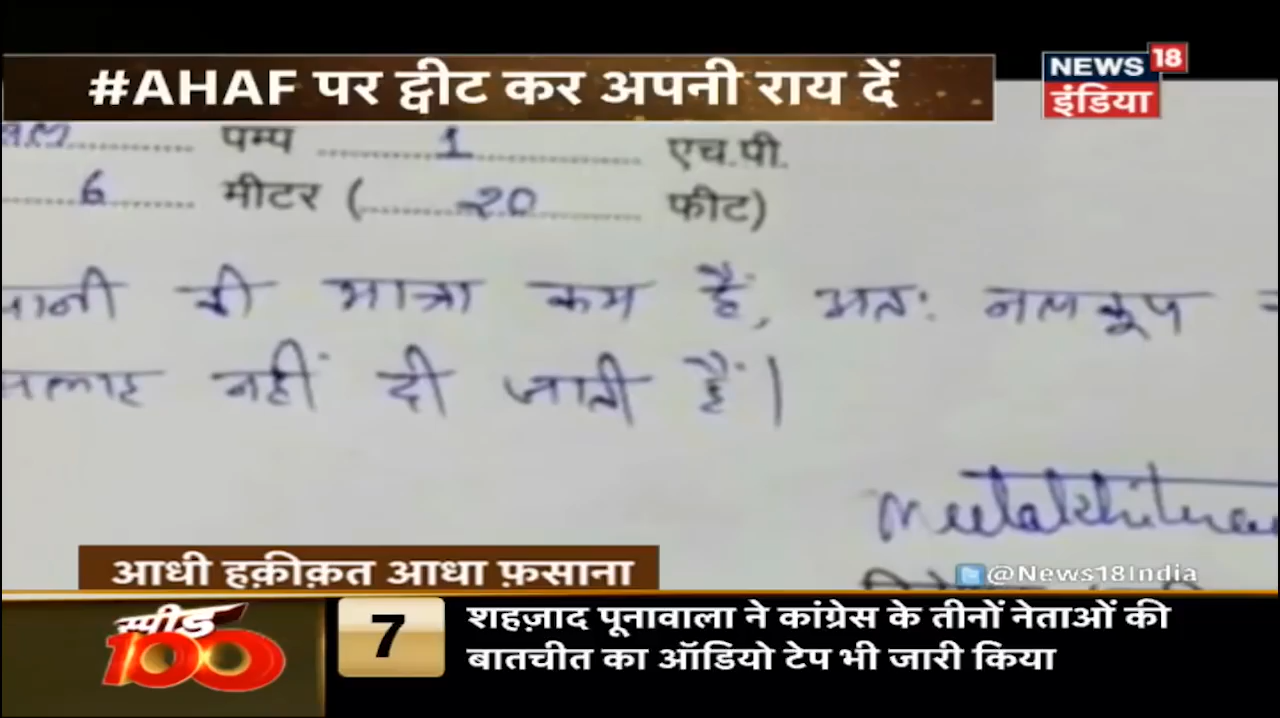 #AHAF पर ट्वीट कर अपनी राय दें
NEWS 18
इंडिया
पम्प 1 एच.पी.
6 मीटर ( 20 फीट)
पानी की मात्रा कम है, अतः नलकूप
सलाह नहीं दी जाती है।
आधी हक़ीक़त आधा फ़साना
@News18India
स्पीड
100
7
शहज़ाद पूनावाला ने कांग्रेस के तीनों नेताओं की
बातचीत का ऑडियो टेप भी जारी किया